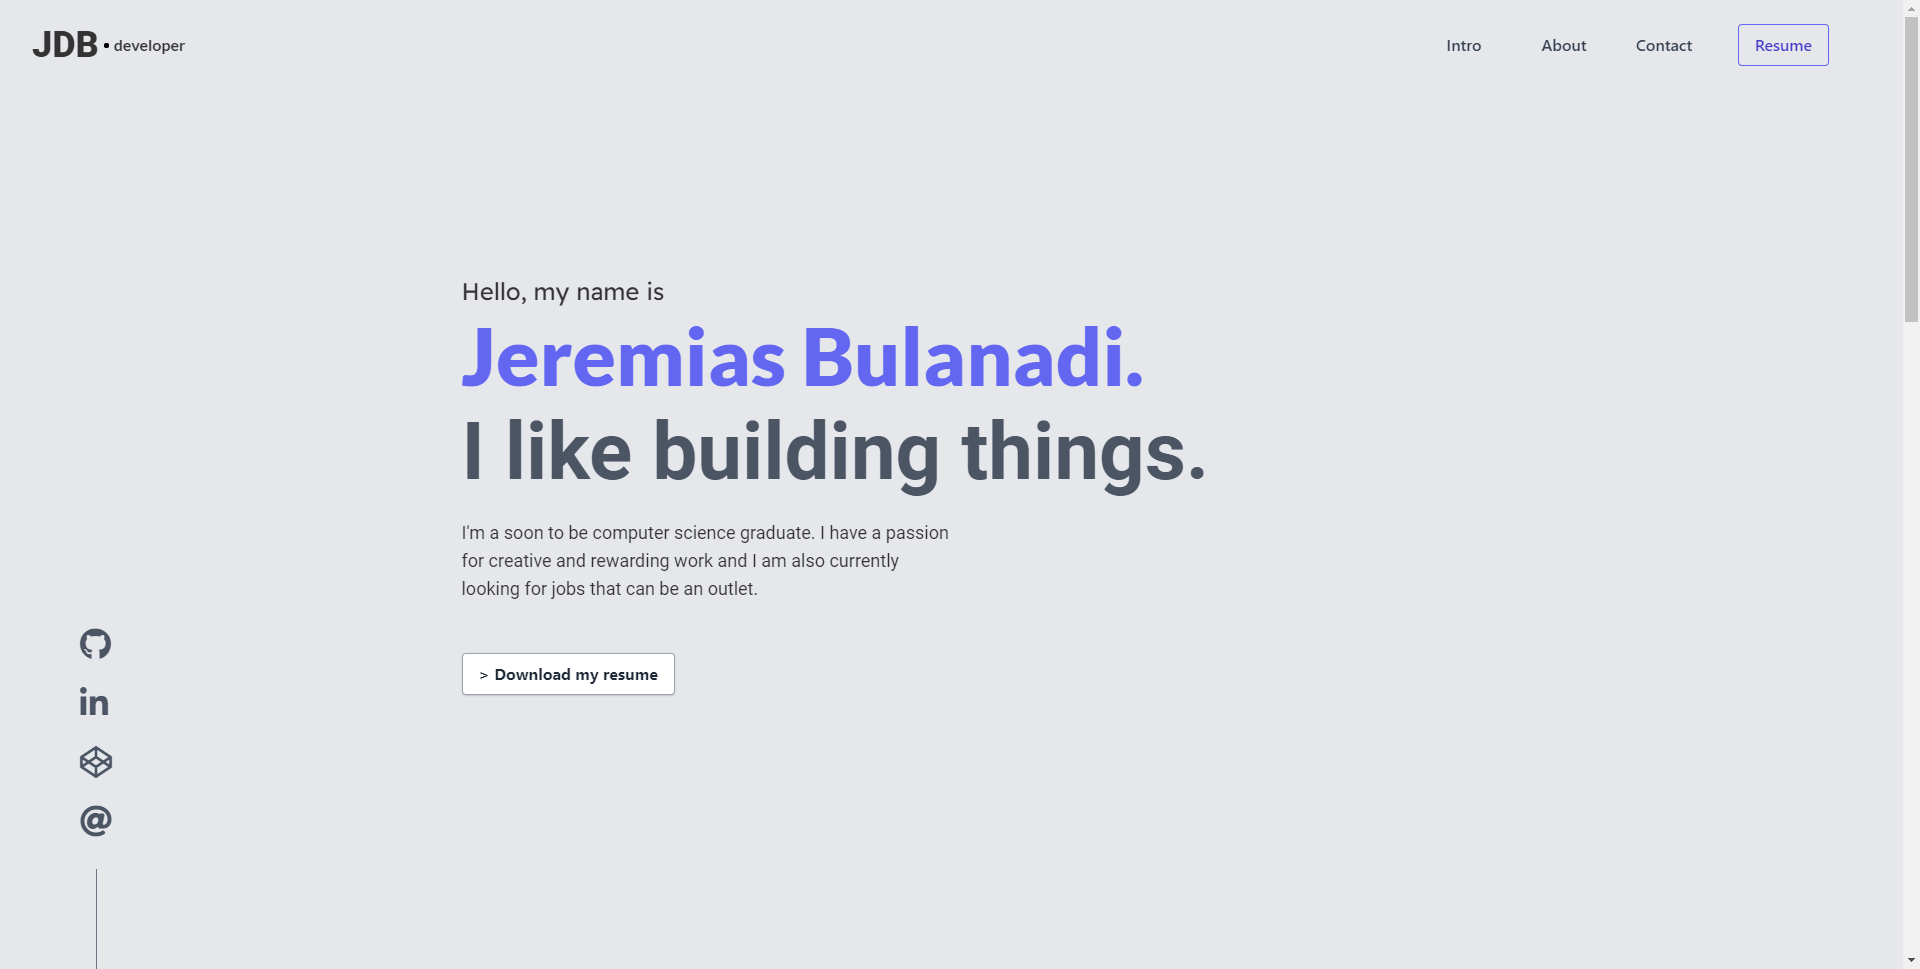 JDB • developer
Intro
About
Contact
Resume
Hello, my name is
Jeremias Bulanadi.
I like building things.
I'm a soon to be computer science graduate. I have a passion
for creative and rewarding work and I am also currently
looking for jobs that can be an outlet.
> Download my resume